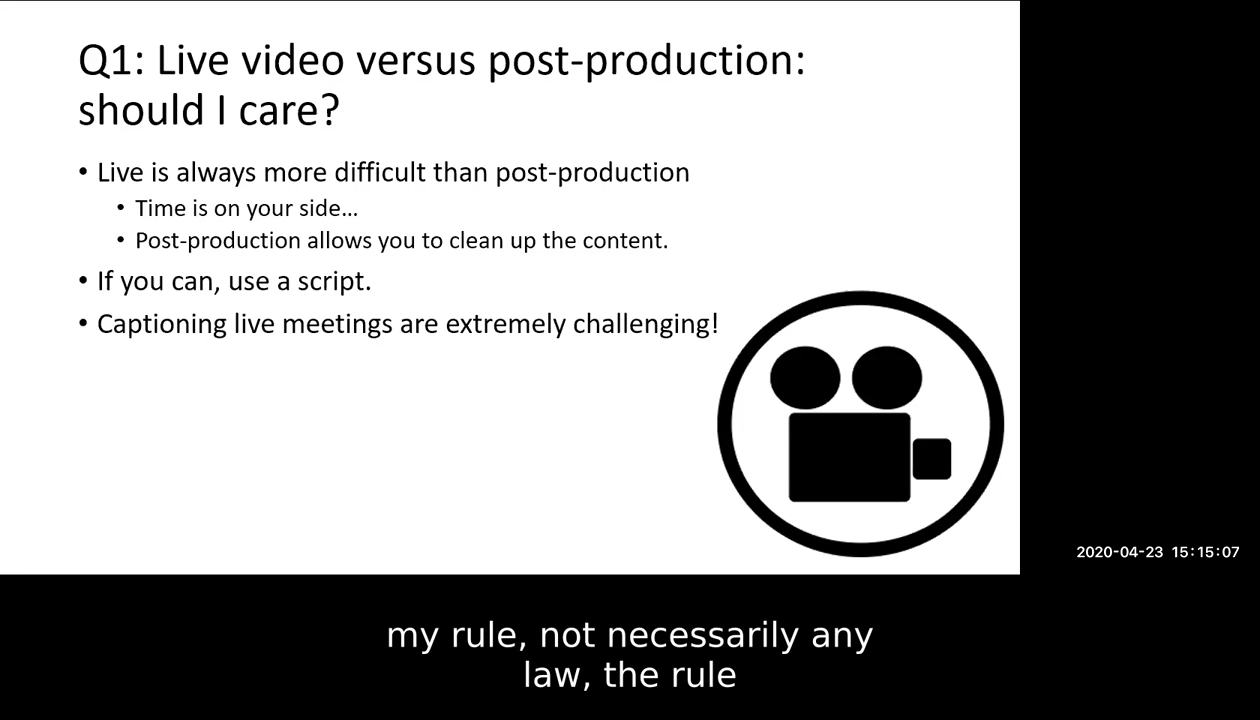 Q1: Live video versus post-production:
should I care?
• Live is always more difficult than post-production
• Time is on your side…
• Post-production allows you to clean up the content.
• If you can, use a script.
• Captioning live meetings are extremely challenging!
2020-04-23 15:15:07
my rule, not necessarily any
law, the rule